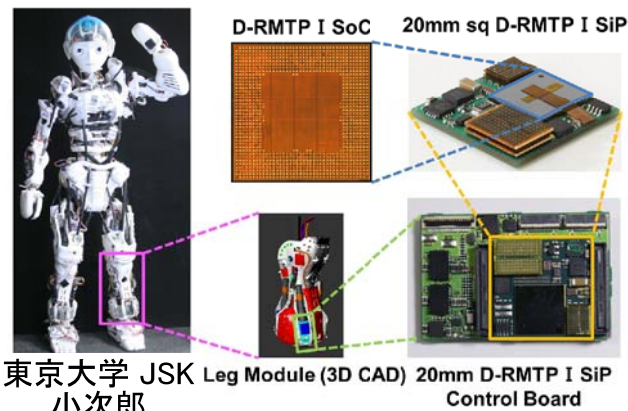 D-RMTP I SoC
20mm sq D-RMTP I SiP
東京大学 JSK
小次郎
Leg Module (3D CAD)
20mm D-RMTP I SiP
Control Board